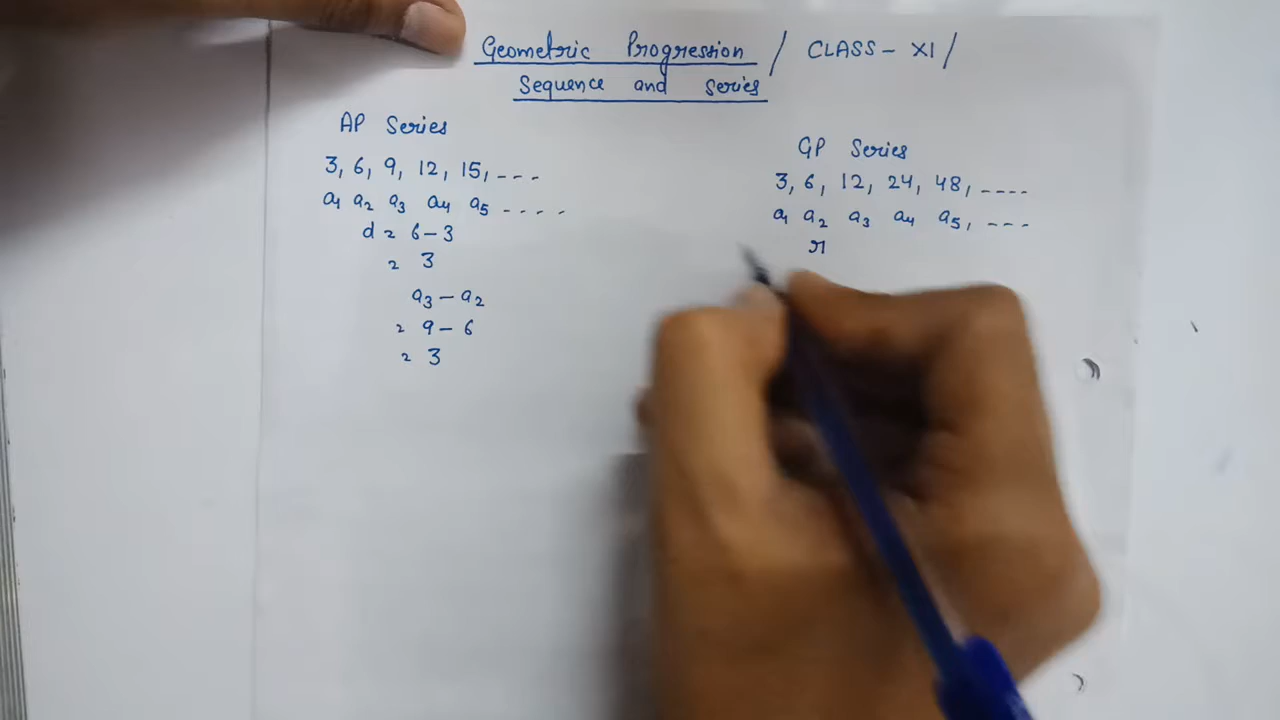 Geometric Progression / CLASS - XI /
Sequence and series
AP Series
3, 6, 9, 12, 15, ---
a1 a2 a3 a4 a5 ----
d = 6-3
= 3
a3 - a2
= 9 - 6
= 3
GP Series
3, 6, 12, 24, 48, ----
a1 a2 a3 a4 a5, ---
r